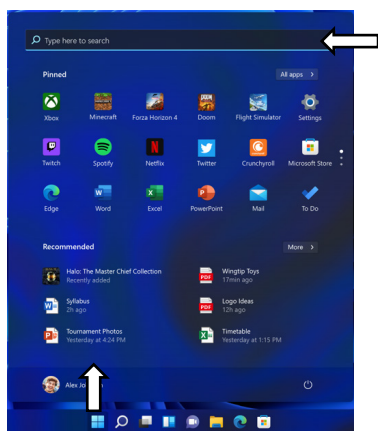 Type here to search
Pinned
All apps >
Xbox Minecraft Forza Horizon 4 Doom Flight Simulator Settings
Twitch Spotify Netflix Twitter Crunchyroll Microsoft Store
Edge Word Excel PowerPoint Mail To Do
Recommended
More >
Halo: The Master Chief Collection
Recently added
Wingtip Toys
17min ago
Syllabus
2h ago
Logo Ideas
12h ago
Tournament Photos
Yesterday at 4:24 PM
Timetable
Yesterday at 1:15 PM
Alex